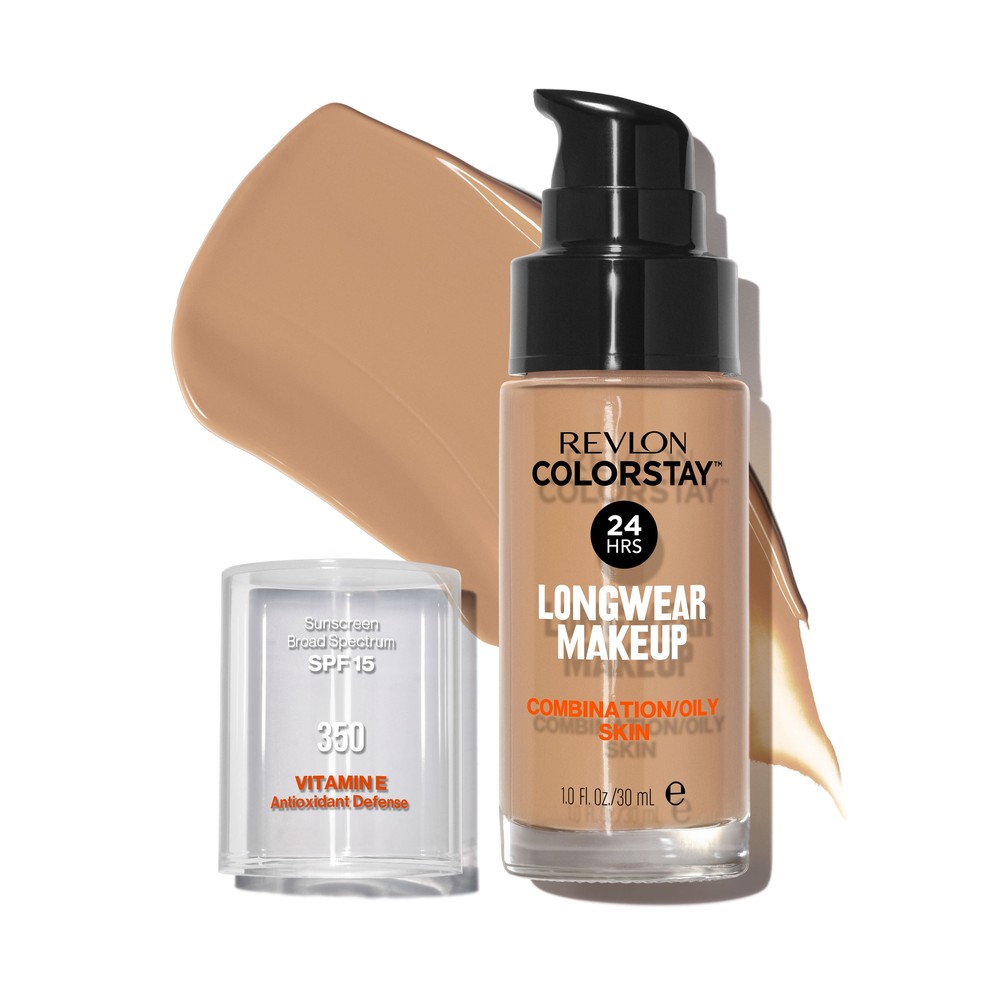 REVLON
COLORSTAY™
24
HRS
LONGWEAR
MAKEUP
COMBINATION/OILY
SKIN
1.0 Fl. Oz./30 mL ℮
Sunscreen
Broad Spectrum
SPF 15
350
VITAMIN E
Antioxidant Defense